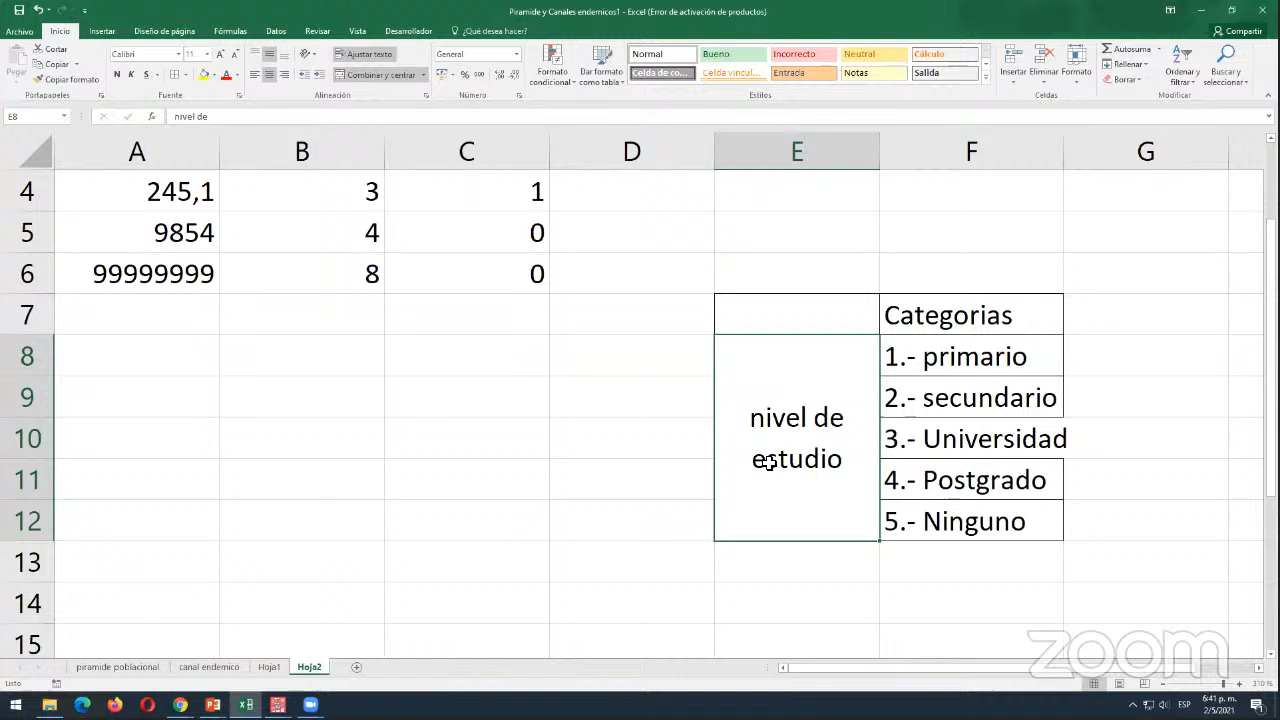 Piramide y Canales endemicos1 - Excel (Error de activación de productos)
Archivo Inicio Insertar Diseño de página Fórmulas Datos Revisar Vista Desarrollador ¿Qué desea hacer? Compartir
Cortar
Copiar
Copiar formato
Pegar
Portapapeles
Calibri 11
N K S
Fuente
Ajustar texto
Combinar y centrar
Alineación
General
% 000
Número
Formato condicional
Dar formato como tabla
Normal Bueno Incorrecto Neutral Cálculo
Celda de co... Celda vincul... Entrada Notas Salida
Estilos
Insertar Eliminar Formato
Celdas
Autosuma
Rellenar
Borrar
Ordenar y filtrar
Buscar y seleccionar
Modificar
E8 fx nivel de
A B C D E F G
4 245,1 3 1
5 9854 4 0
6 99999999 8 0
7 Categorias
8 1.- primario
9 2.- secundario
nivel de
10 3.- Universidad
estudio
11 4.- Postgrado
12 5.- Ninguno
13
14
15
zoom
piramide poblacional canal endemico Hoja1 Hoja2
Listo 310 %
ESP 6:41 p. m.
2/5/2021